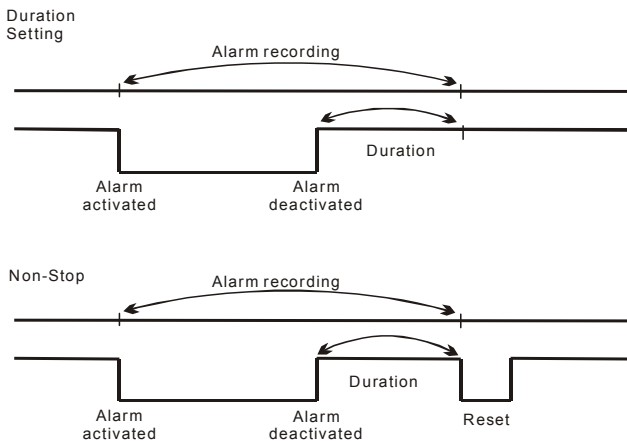 Duration
Setting
Alarm recording
Duration
Alarm
activated
Alarm
deactivated
Non-Stop
Alarm recording
Duration
Alarm
activated
Alarm
deactivated
Reset